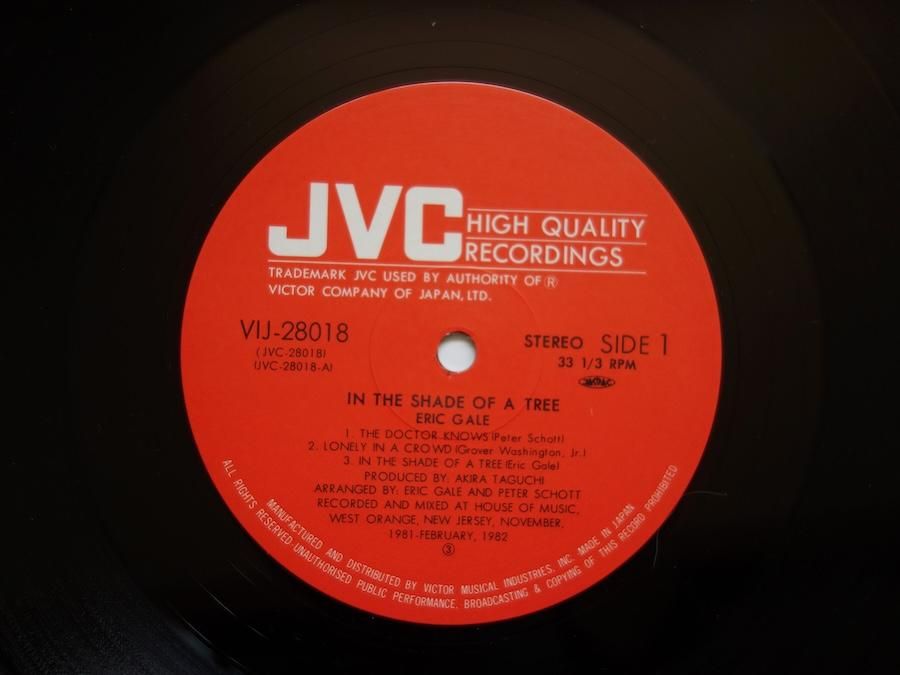 JVC HIGH QUALITY
RECORDINGS
TRADEMARK JVC USED BY AUTHORITY OF ®
VICTOR COMPANY OF JAPAN, LTD.
VIJ-28018
(JVC-28018)
(JVC-28018-A)
STEREO SIDE 1
33 1/3 RPM
JASRAC
IN THE SHADE OF A TREE
ERIC GALE
1. THE DOCTOR KNOWS (Peter Schott)
2. LONELY IN A CROWD (Grover Washington, Jr.)
3. IN THE SHADE OF A TREE (Eric Gale)
PRODUCED BY: AKIRA TAGUCHI
ARRANGED BY: ERIC GALE AND PETER SCHOTT
RECORDED AND MIXED AT HOUSE OF MUSIC,
WEST ORANGE, NEW JERSEY, NOVEMBER,
1981-FEBRUARY, 1982
③
MANUFACTURED AND DISTRIBUTED BY VICTOR MUSICAL INDUSTRIES, INC.-MADE IN JAPAN
ALL RIGHTS RESERVED-UNAUTHORISED PUBLIC PERFORMANCE, BROADCASTING & COPYING OF THIS RECORD PROHIBITED